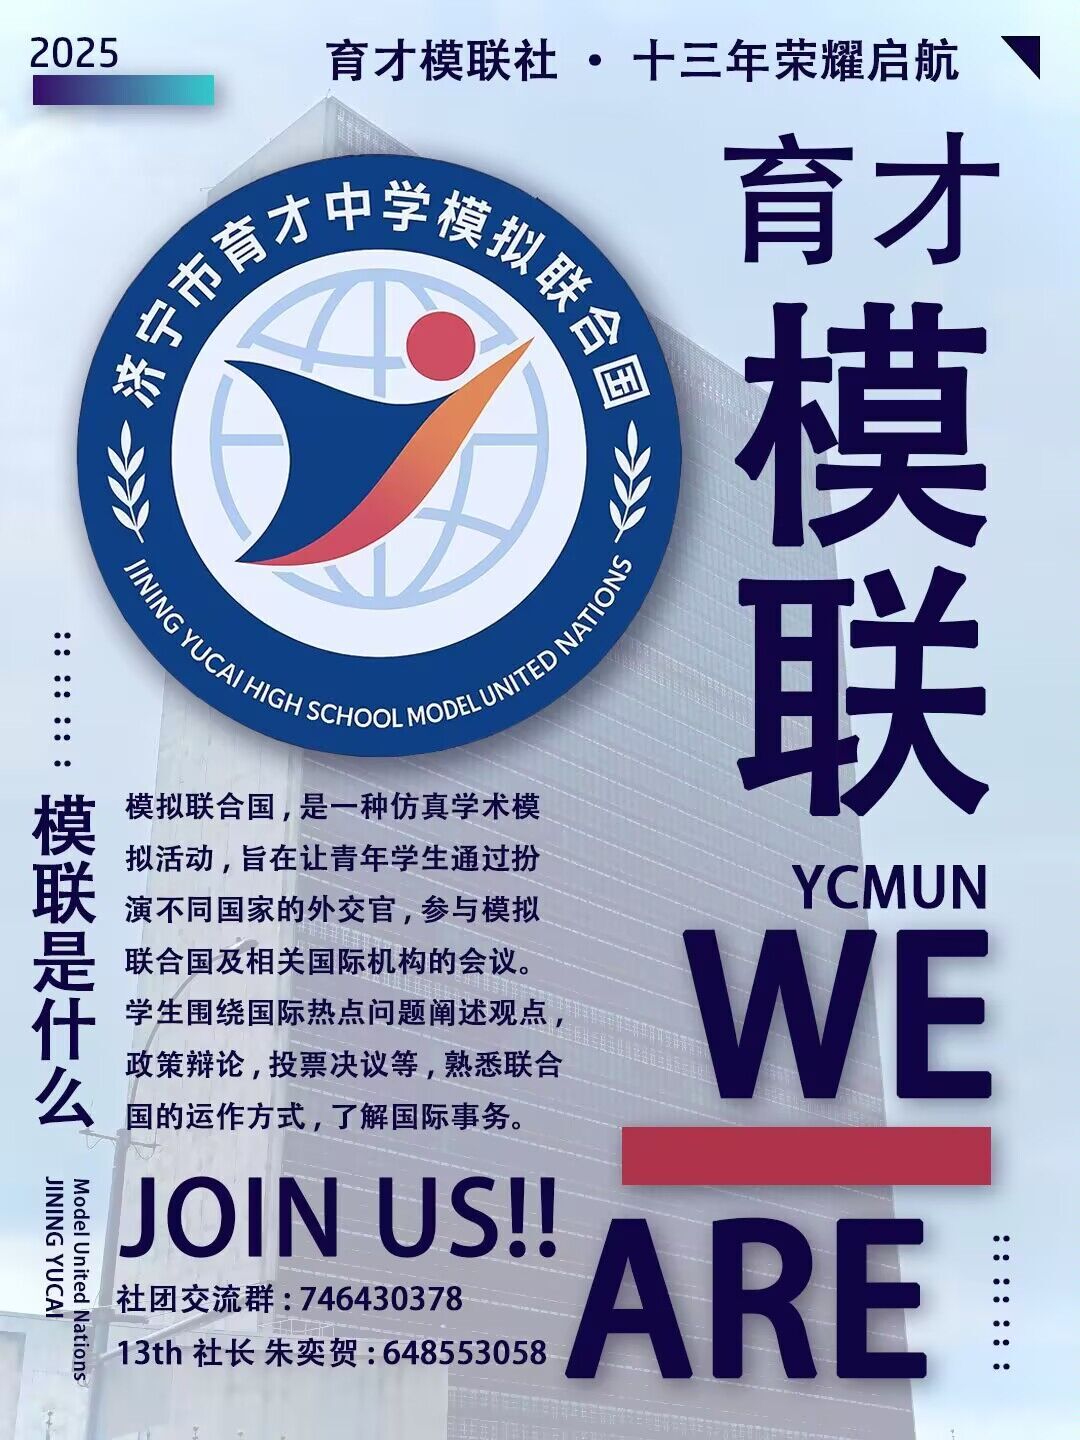 2025
育才模联社 · 十三年荣耀启航
济宁市育才中学模拟联合国
JINING YUCAI HIGH SCHOOL MODEL UNITED NATIONS
育才
模
联
YCMUN
WE
ARE
模联是什么
模拟联合国，是一种仿真学术模
拟活动，旨在让青年学生通过扮
演不同国家的外交官，参与模拟
联合国及相关国际机构的会议。
学生围绕国际热点问题阐述观点，
政策辩论，投票决议等，熟悉联合
国的运作方式，了解国际事务。
Model United Nations
JINING YUCAI
JOIN US!!
社团交流群：746430378
13th 社长 朱奕贺：648553058